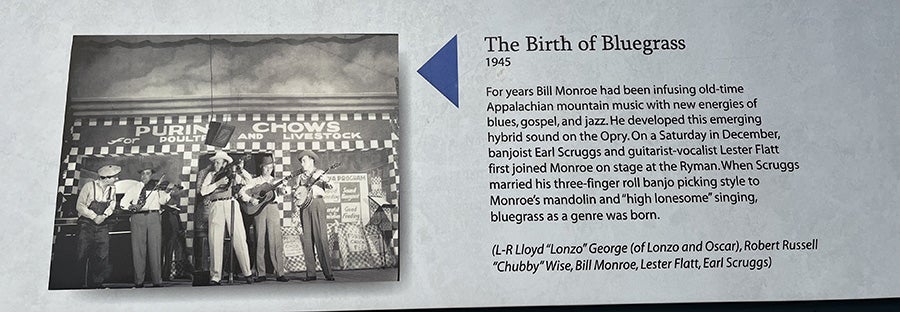 PURIN CHOWS
for POULT AND LIVESTOCK
PROGRAM
The Birth of Bluegrass
1945
For years Bill Monroe had been infusing old-time
Appalachian mountain music with new energies of
blues, gospel, and jazz. He developed this emerging
hybrid sound on the Opry. On a Saturday in December,
banjoist Earl Scruggs and guitarist-vocalist Lester Flatt
first joined Monroe on stage at the Ryman. When Scruggs
married his three-finger roll banjo picking style to
Monroe's mandolin and "high lonesome" singing,
bluegrass as a genre was born.
(L-R Lloyd "Lonzo" George (of Lonzo and Oscar), Robert Russell
"Chubby" Wise, Bill Monroe, Lester Flatt, Earl Scruggs)